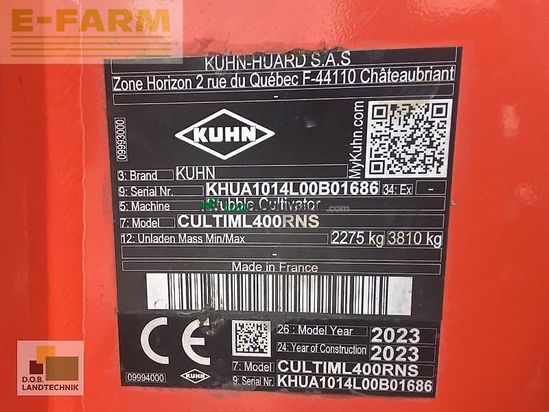 E-FARM
KUHN-HUARD S.A.S
Zone Horizon 2 rue du Québec F-44110 Châteaubriant
09993000
KUHN
MyKuhn.com
3: Brand KUHN
9: Serial Nr. KHUA1014L00B01686 34: Ex -
5: Machine Stubble Cultivator
7: Model CULTIML400RNS
12: Unladen Mass Min/Max 2275 kg 3810 kg
-
Made in France
CE
26 : Model Year 2023
24: Year of Construction 2023
KUHN
7: Model CULTIML400RNS
9: Serial Nr. KHUA1014L00B01686
09994000
D.O.B.
LANDTECHNIK